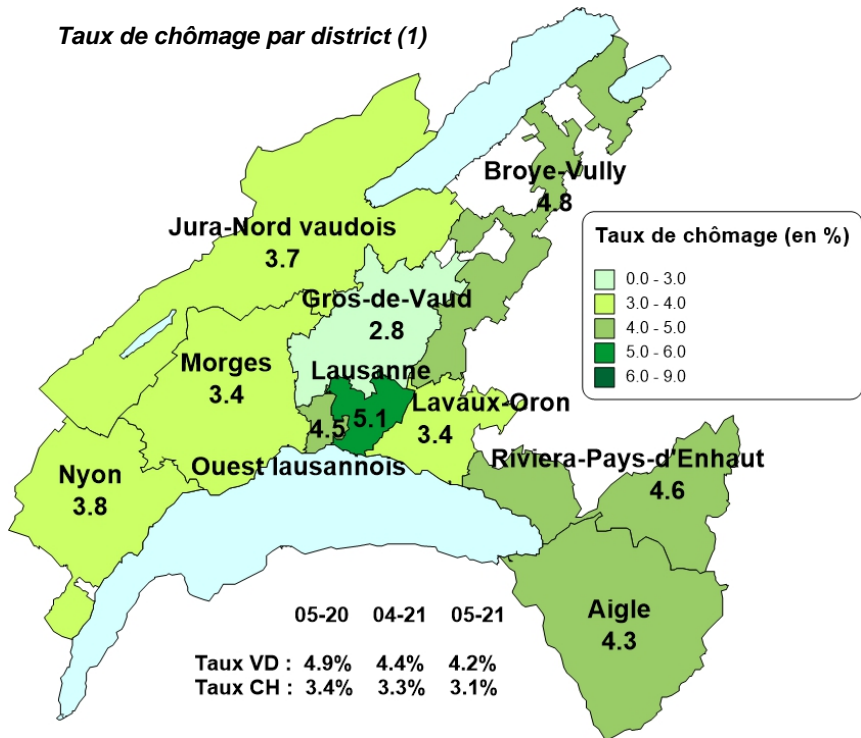 Taux de chômage par district (1)
Broye-Vully
4.8
Jura-Nord vaudois
3.7
Taux de chômage (en %)
0.0 - 3.0
3.0 - 4.0
4.0 - 5.0
5.0 - 6.0
6.0 - 9.0
Gros-de-Vaud
2.8
Morges
3.4
Lausanne
5.1
4.5
Lavaux-Oron
3.4
Ouest lausannois
Riviera-Pays-d'Enhaut
4.6
Nyon
3.8
Aigle
4.3
05-20 04-21 05-21
Taux VD : 4.9% 4.4% 4.2%
Taux CH : 3.4% 3.3% 3.1%